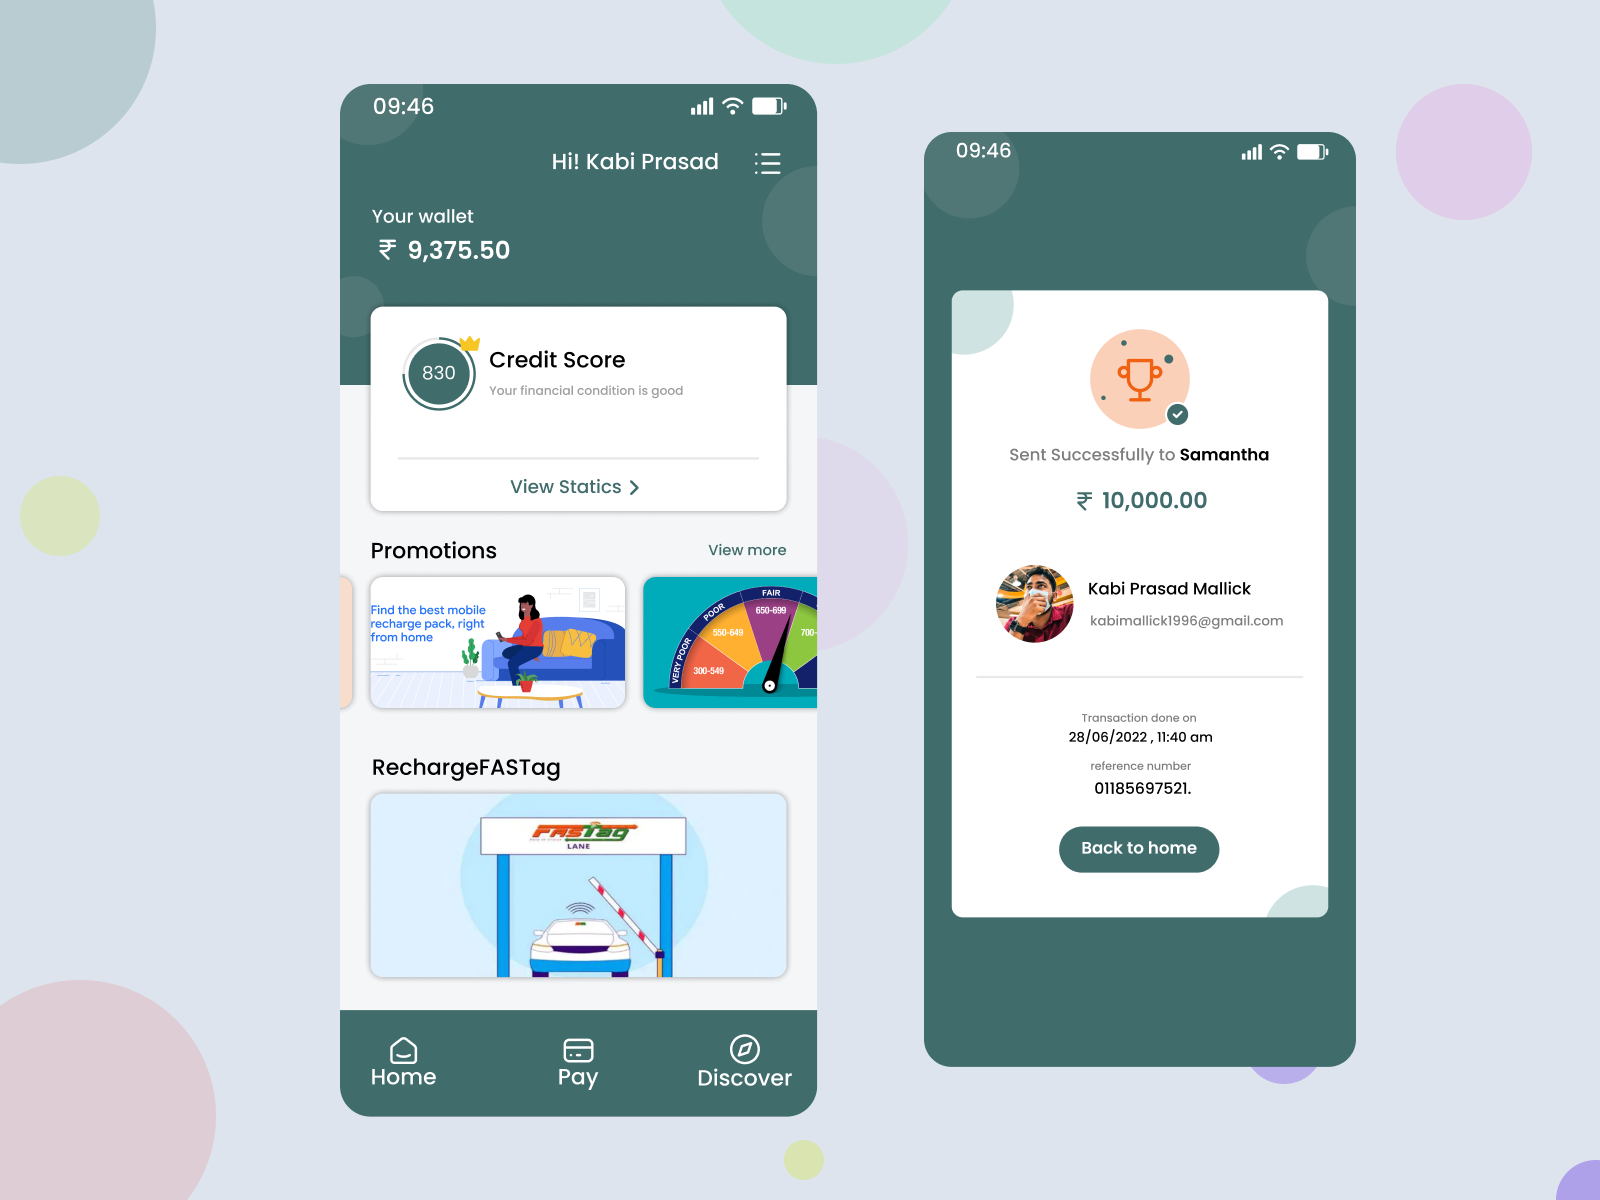 09:46
Hi! Kabi Prasad
Your wallet
₹ 9,375.50
830
Credit Score
Your financial condition is good
View Statics
Promotions
View more
Find the best mobile
recharge pack, right
from home
VERY POOR
POOR
FAIR
300-549
550-649
650-699
700-
RechargeFASTag
FASTag
LANE
Home
Pay
Discover
09:46
Sent Successfully to Samantha
₹ 10,000.00
Kabi Prasad Mallick
kabimallick1996@gmail.com
Transaction done on
28/06/2022 , 11:40 am
reference number
01185697521.
Back to home